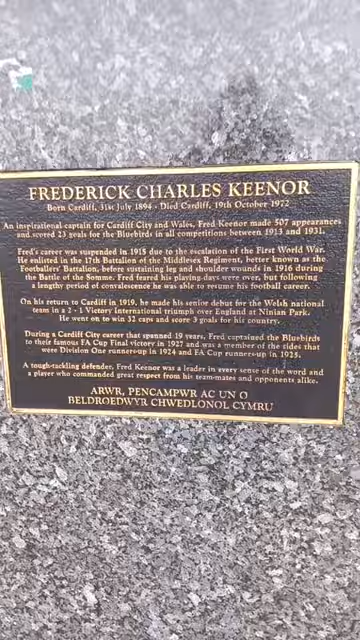 FREDERICK CHARLES KEENOR
Born Cardiff, 31st July 1894 - Died Cardiff, 19th October 1972
An inspirational captain for Cardiff City and Wales, Fred Keenor made 507 appearances
and scored 23 goals for the Bluebirds in all competitions between 1913 and 1931.
Fred's career was suspended in 1915 due to the escalation of the First World War.
He enlisted in the 17th Battalion of the Middlesex Regiment, better known as the
Footballers' Battalion, before sustaining leg and shoulder wounds in 1916 during
the Battle of the Somme. Fred feared his playing days were over, but following
a lengthy period of convalescence he was able to resume his football career.
On his return to Cardiff in 1919, he made his senior debut for the Welsh national
team in a 2 - 1 Victory International triumph over England at Ninian Park.
He went on to win 32 caps and score 3 goals for his country.
During a Cardiff City career that spanned 19 years, Fred captained the Bluebirds
to their famous FA Cup Final victory in 1927 and was a member of the sides that
were Division One runners-up in 1924 and FA Cup runners-up in 1925.
A tough-tackling defender, Fred Keenor was a leader in every sense of the word and
a player who commanded great respect from his team-mates and opponents alike.
ARWR, PENCAMPWR AC UN O
BELDROEDWYR CHWEDLONOL CYMRU